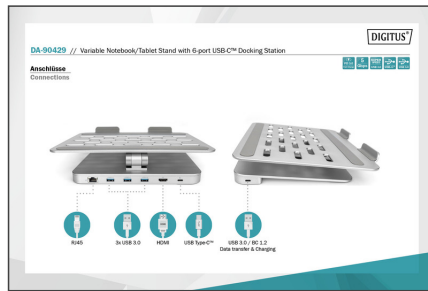 DIGITUS®
DA-90429 // Variable Notebook/Tablet Stand with 6-port USB-C™ Docking Station
Anschlüsse
Connections
RJ45
3x USB 3.0
HDMI
USB Type-C™
USB 3.0 / BC 1.2
Data transfer & Charging